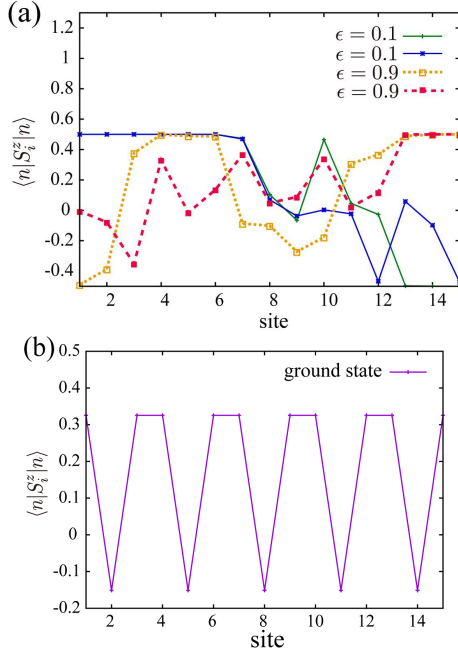 (a)
ϵ = 0.1
ϵ = 0.1
ϵ = 0.9
ϵ = 0.9
1.2
1
0.8
0.6
0.4
0.2
0
-0.2
-0.4
⟨n|S_i^z|n⟩
2 4 6 8 10 12 14
site
(b)
ground state
0.5
0.4
0.3
0.2
0.1
0
-0.1
-0.2
⟨n|S_i^z|n⟩
2 4 6 8 10 12 14
site